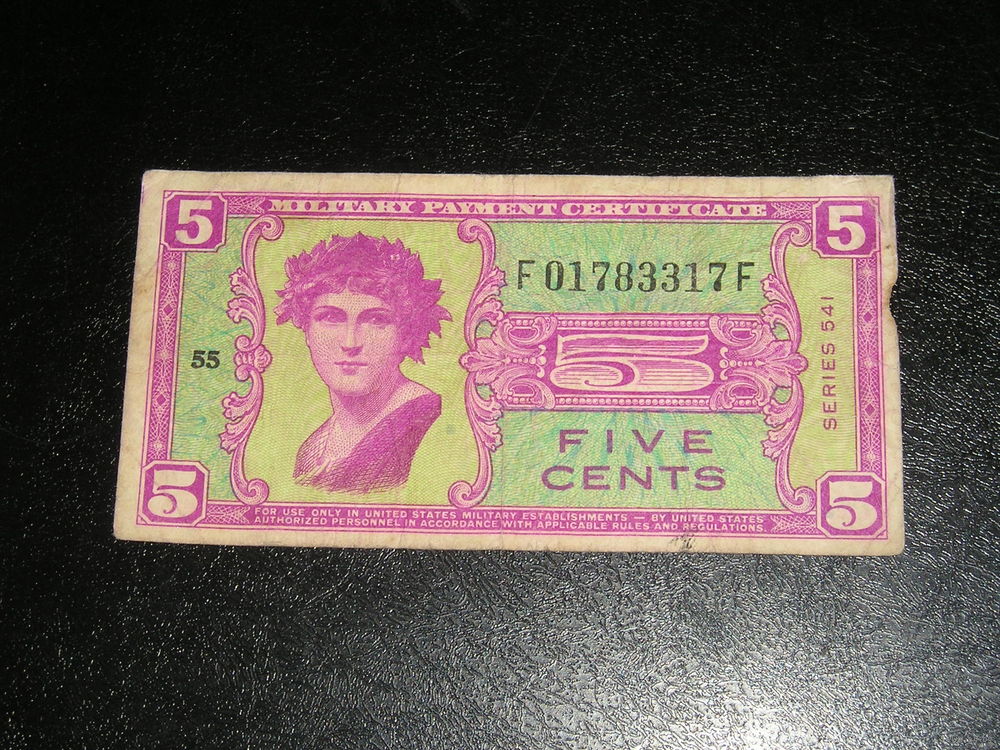 5 MILITARY PAYMENT CERTIFICATE 5
F01783317F
55
5
SERIES 541
FIVE
CENTS
5 FOR USE ONLY IN UNITED STATES MILITARY ESTABLISHMENTS — BY UNITED STATES 5
AUTHORIZED PERSONNEL IN ACCORDANCE WITH APPLICABLE RULES AND REGULATIONS.